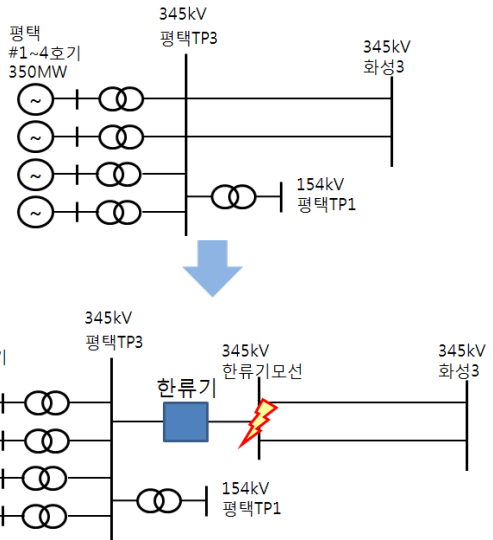 345kV
평택TP3
평택
#1~4호기
350MW
345kV
화성3
~
~
~
~
154kV
평택TP1
345kV
평택TP3
기
345kV
한류기모선
345kV
화성3
한류기
154kV
평택TP1